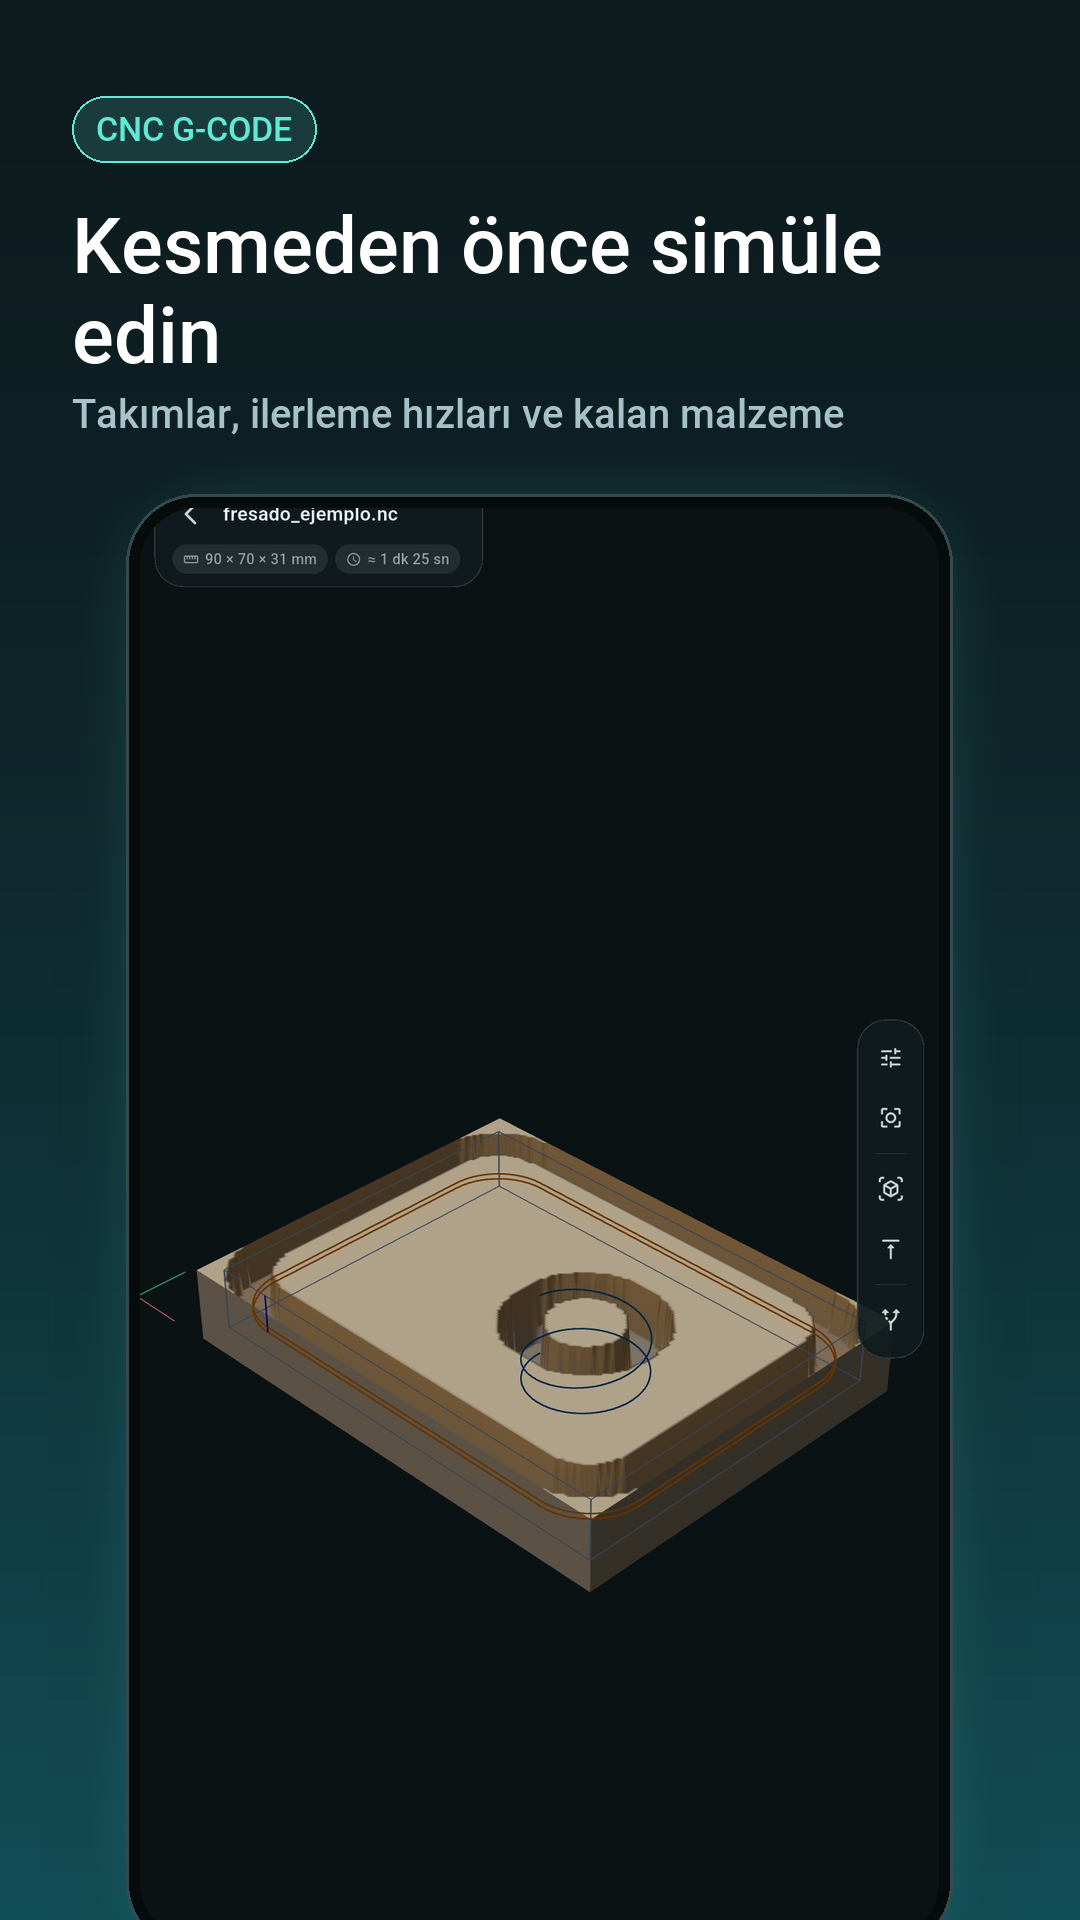 CNC G-CODE
Kesmeden önce simüle
edin
Takımlar, ilerleme hızları ve kalan malzeme
fresado_ejemplo.nc
90 × 70 × 31 mm
≈ 1 dk 25 sn